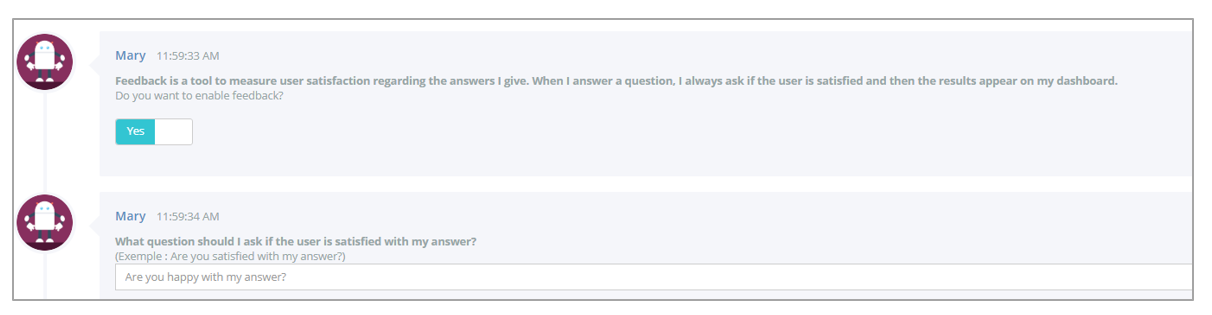 Mary 11:59:33 AM
Feedback is a tool to measure user satisfaction regarding the answers I give. When I answer a question, I always ask if the user is satisfied and then the results appear on my dashboard.
Do you want to enable feedback?
Yes
Mary 11:59:34 AM
What question should I ask if the user is satisfied with my answer?
(Exemple : Are you satisfied with my answer?)
Are you happy with my answer?